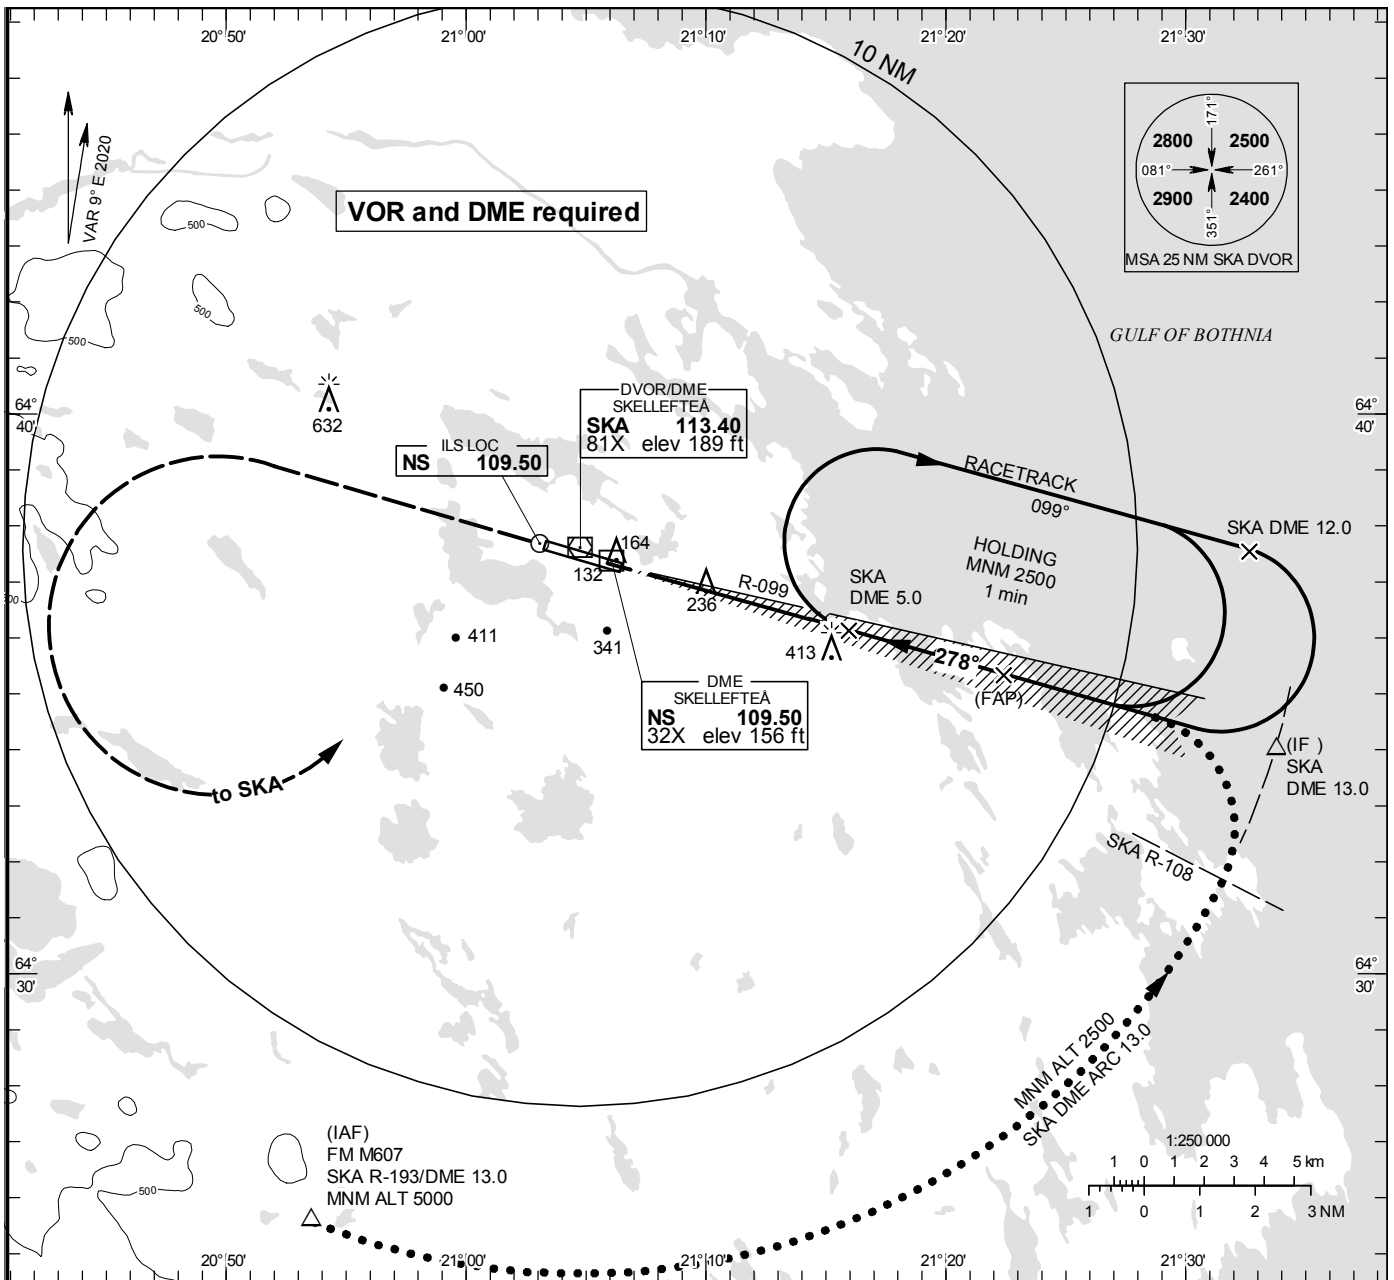 20°50'
21°00'
21°10'
21°20'
21°30'
10 NM
VAR 9° E 2020
VOR and DME required
171°
2800
2500
081°
261°
2900
2400
351°
MSA 25 NM SKA DVOR
500
500
500
GULF OF BOTHNIA
64°
40'
64°
40'
632
DVOR/DME
SKELLEFTEÅ
SKA 113.40
81X elev 189 ft
ILS LOC
NS 109.50
RACETRACK
099°
SKA DME 12.0
HOLDING
MNM 2500
1 min
164
132
R-099
SKA
DME 5.0
236
411
341
413
278°
(FAP)
450
DME
SKELLEFTEÅ
NS 109.50
32X elev 156 ft
(IF )
SKA
DME 13.0
to SKA
SKA R-108
64°
30'
64°
30'
MNM ALT 2500
SKA DME ARC 13.0
(IAF)
FM M607
SKA R-193/DME 13.0
MNM ALT 5000
500
1:250 000
1 0 1 2 3 4 5 km
1 0 1 2 3 NM
20°50'
21°00'
21°10'
21°20'
21°30'